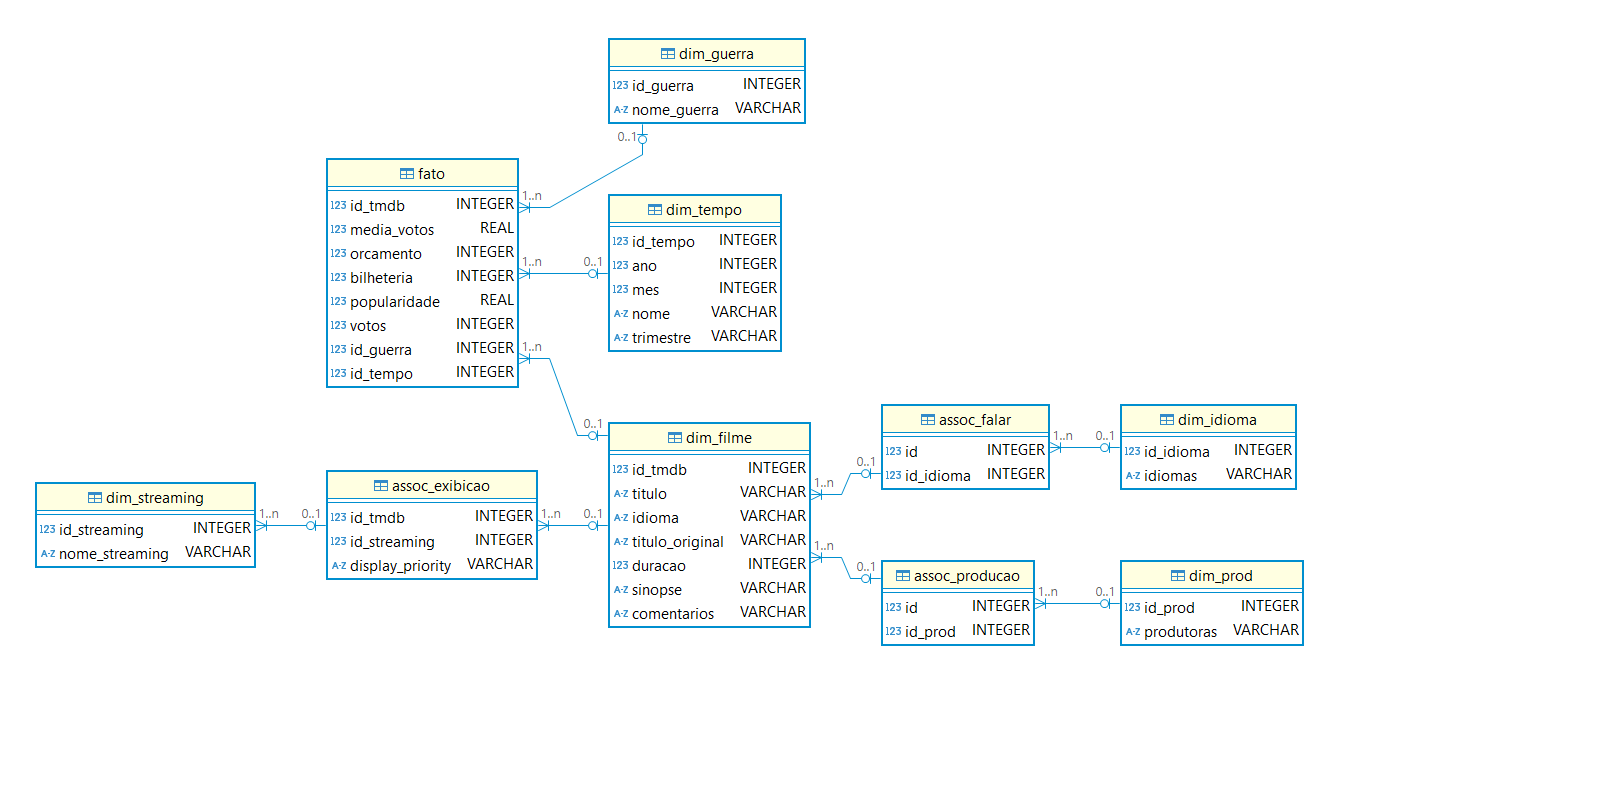 dim_guerra
123 id_guerra INTEGER
A-Z nome_guerra VARCHAR
0..1
fato
123 id_tmdb INTEGER
123 media_votos REAL
123 orcamento INTEGER
123 bilheteria INTEGER
123 popularidade REAL
123 votos INTEGER
123 id_guerra INTEGER
123 id_tempo INTEGER
1..n
1..n
0..1
1..n
dim_tempo
123 id_tempo INTEGER
123 ano INTEGER
123 mes INTEGER
A-Z nome VARCHAR
A-Z trimestre VARCHAR
0..1
dim_filme
123 id_tmdb INTEGER
A-Z titulo VARCHAR
A-Z idioma VARCHAR
A-Z titulo_original VARCHAR
123 duracao INTEGER
A-Z sinopse VARCHAR
A-Z comentarios VARCHAR
1..n
0..1
1..n
0..1
assoc_falar
123 id INTEGER
123 id_idioma INTEGER
1..n
0..1
dim_idioma
123 id_idioma INTEGER
A-Z idiomas VARCHAR
dim_streaming
123 id_streaming INTEGER
A-Z nome_streaming VARCHAR
1..n
0..1
assoc_exibicao
123 id_tmdb INTEGER
123 id_streaming INTEGER
A-Z display_priority VARCHAR
1..n
0..1
assoc_producao
123 id INTEGER
123 id_prod INTEGER
1..n
0..1
dim_prod
123 id_prod INTEGER
A-Z produtoras VARCHAR